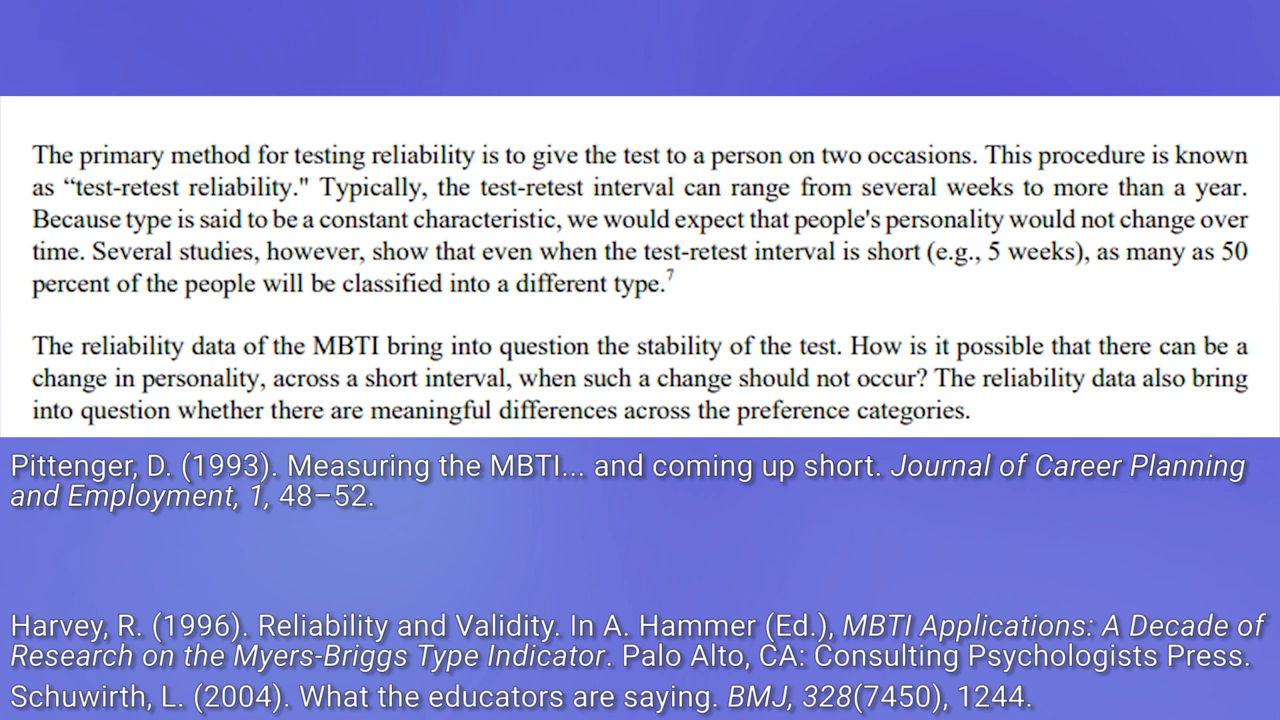 The primary method for testing reliability is to give the test to a person on two occasions. This procedure is known
as “test-retest reliability." Typically, the test-retest interval can range from several weeks to more than a year.
Because type is said to be a constant characteristic, we would expect that people's personality would not change over
time. Several studies, however, show that even when the test-retest interval is short (e.g., 5 weeks), as many as 50
percent of the people will be classified into a different type.7
The reliability data of the MBTI bring into question the stability of the test. How is it possible that there can be a
change in personality, across a short interval, when such a change should not occur? The reliability data also bring
into question whether there are meaningful differences across the preference categories.
Pittenger, D. (1993). Measuring the MBTI... and coming up short. Journal of Career Planning
and Employment, 1, 48–52.
Harvey, R. (1996). Reliability and Validity. In A. Hammer (Ed.), MBTI Applications: A Decade of
Research on the Myers-Briggs Type Indicator. Palo Alto, CA: Consulting Psychologists Press.
Schuwirth, L. (2004). What the educators are saying. BMJ, 328(7450), 1244.